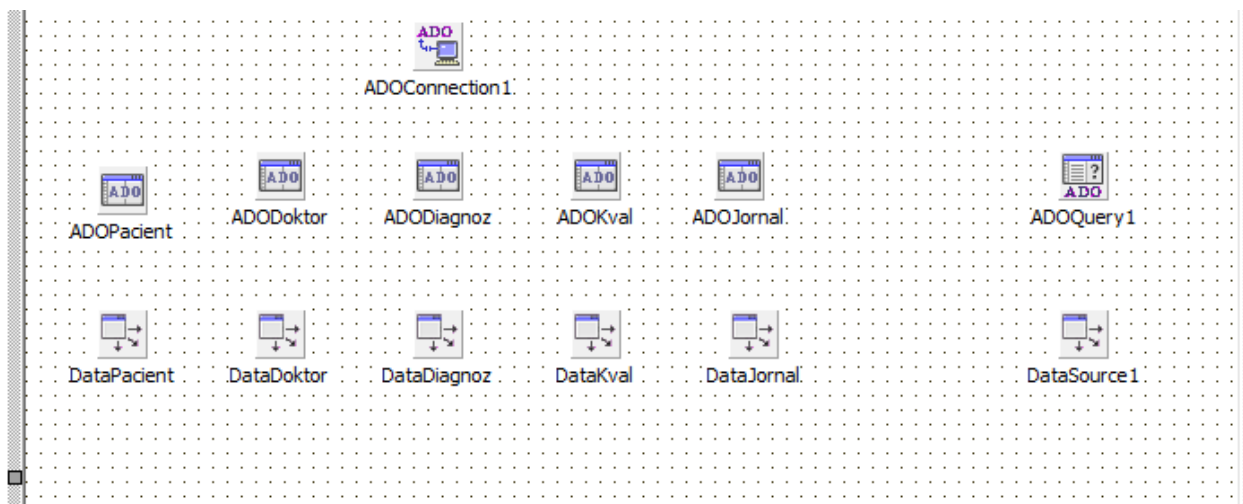 ADO
ADOConnection1
ADO ADO ADO ADO ADO ? ADO
ADOPacient ADODoktor ADODiagnoz ADOKval ADOJornal ADOQuery1
DataPacient DataDoktor DataDiagnoz DataKval DataJornal DataSource1